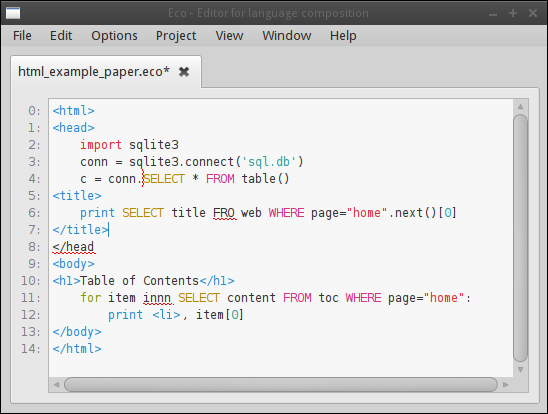 Eco - Editor for language composition
File Edit Options Project View Window Help
html_example_paper.eco*
0: <html>
1: <head>
2:     import sqlite3
3:     conn = sqlite3.connect('sql.db')
4:     c = conn.SELECT * FROM table()
5: <title>
6:     print SELECT title FRO web WHERE page="home".next()[0]
7: </title>
8: </head
9: <body>
10: <h1>Table of Contents</h1>
11:     for item innn SELECT content FROM toc WHERE page="home":
12:         print <li>, item[0]
13: </body>
14: </html>